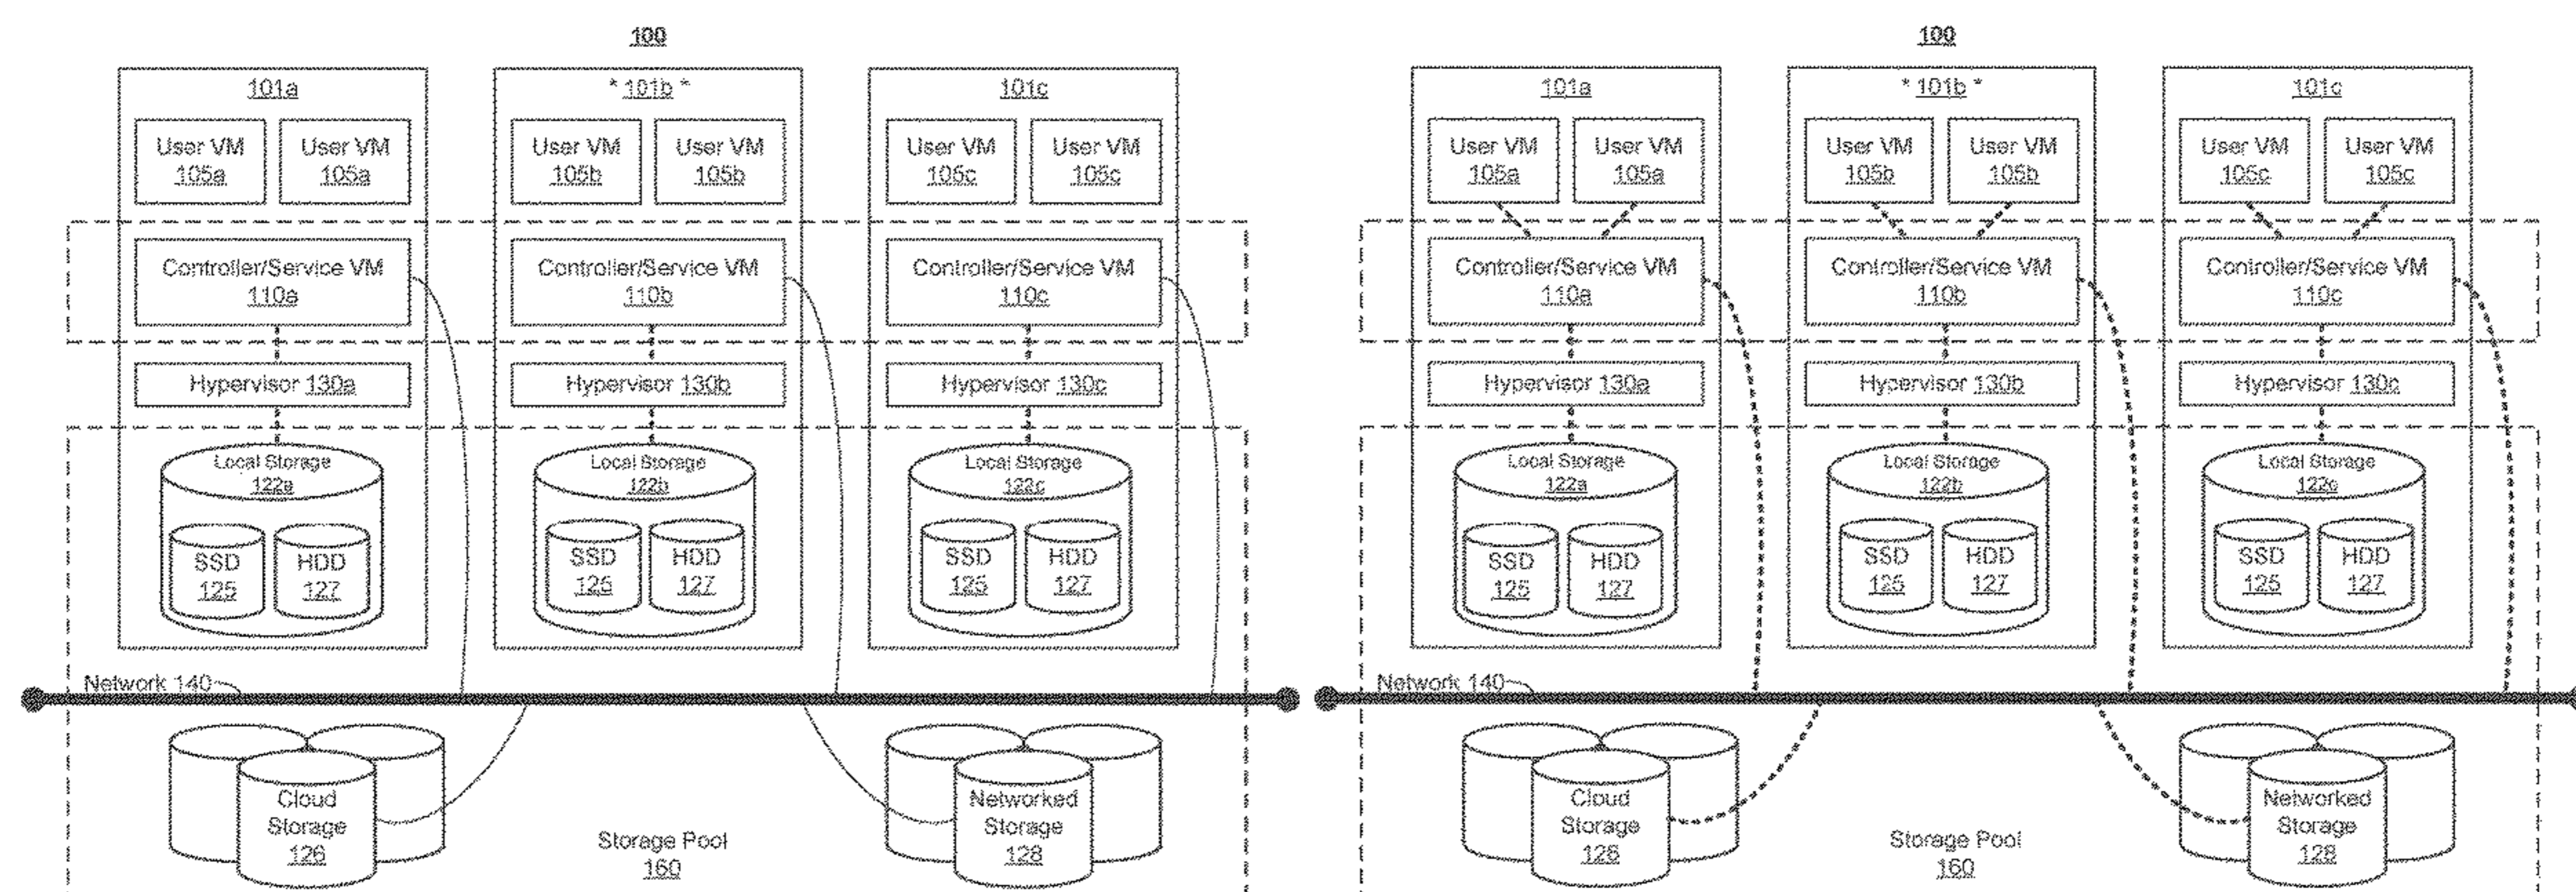 100
101a
* 101b *
101c
User VM
105a
User VM
105a
User VM
105b
User VM
105b
User VM
105c
User VM
105c
Controller/Service VM
110a
Controller/Service VM
110b
Controller/Service VM
110c
Hypervisor 130a
Hypervisor 130b
Hypervisor 130c
Local Storage
122a
Local Storage
122b
Local Storage
122c
SSD
125
HDD
127
SSD
125
HDD
127
SSD
125
HDD
127
Network 140
Cloud
Storage
126
Storage Pool
160
Networked
Storage
128
100
101a
* 101b *
101c
User VM
105a
User VM
105a
User VM
105b
User VM
105b
User VM
105c
User VM
105c
Controller/Service VM
110a
Controller/Service VM
110b
Controller/Service VM
110c
Hypervisor 130a
Hypervisor 130b
Hypervisor 130c
Local Storage
122a
Local Storage
122b
Local Storage
122c
SSD
125
HDD
127
SSD
125
HDD
127
SSD
125
HDD
127
Network 140
Cloud
Storage
126
Storage Pool
160
Networked
Storage
128